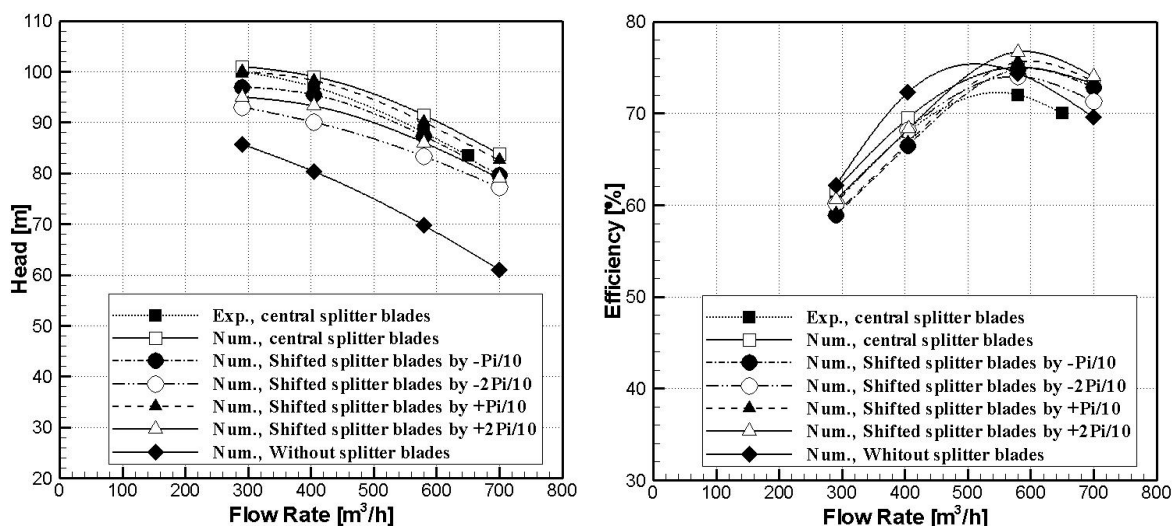 110
100
90
80
70
60
50
40
30
20
Head [m]
0 100 200 300 400 500 600 700 800
Flow Rate [m³/h]
Exp., central splitter blades
Num., central splitter blades
Num., Shifted splitter blades by -Pi/10
Num., Shifted splitter blades by -2Pi/10
Num., Shifted splitter blades by +Pi/10
Num., Shifted splitter blades by +2Pi/10
Num., Without splitter blades
80
70
60
50
40
30
Efficiency [%]
0 100 200 300 400 500 600 700 800
Flow Rate [m³/h]
Exp., central splitter blades
Num., central splitter blades
Num., Shifted splitter blades by -Pi/10
Num., Shifted splitter blades by -2Pi/10
Num., Shifted splitter blades by +Pi/10
Num., Shifted splitter blades by +2Pi/10
Num., Whitout splitter blades